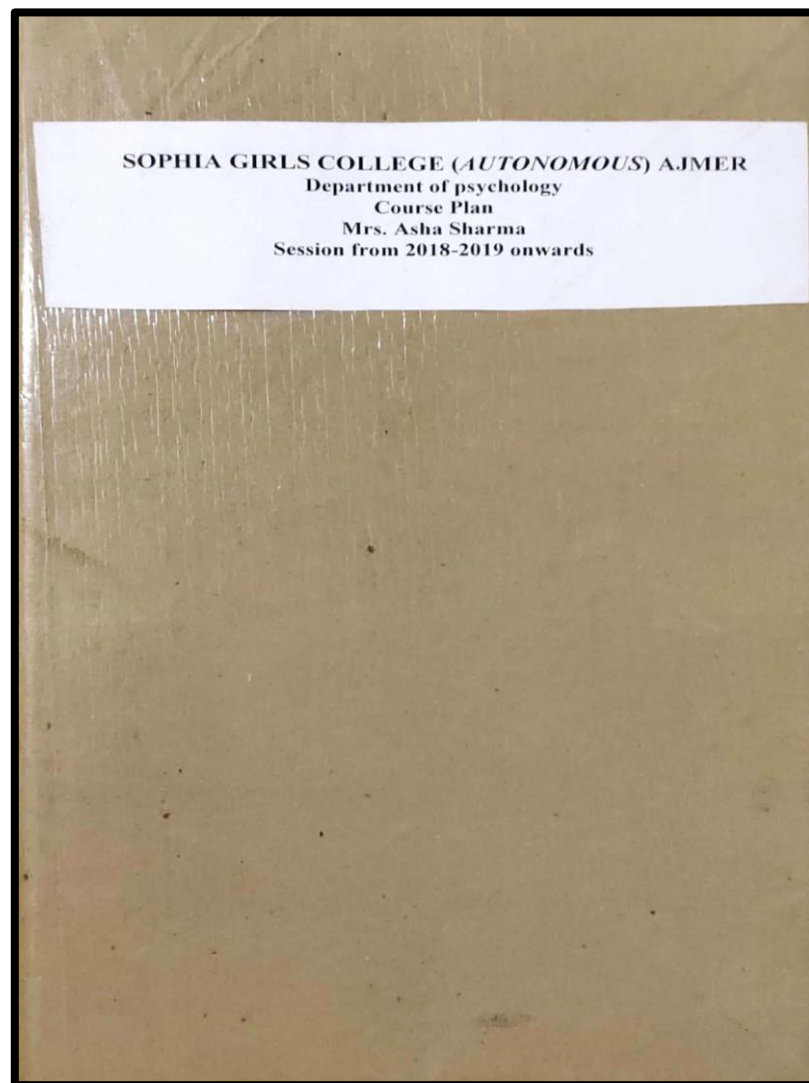 SOPHIA GIRLS COLLEGE (AUTONOMOUS) AJMER
Department of psychology
Course Plan
Mrs. Asha Sharma
Session from 2018-2019 onwards